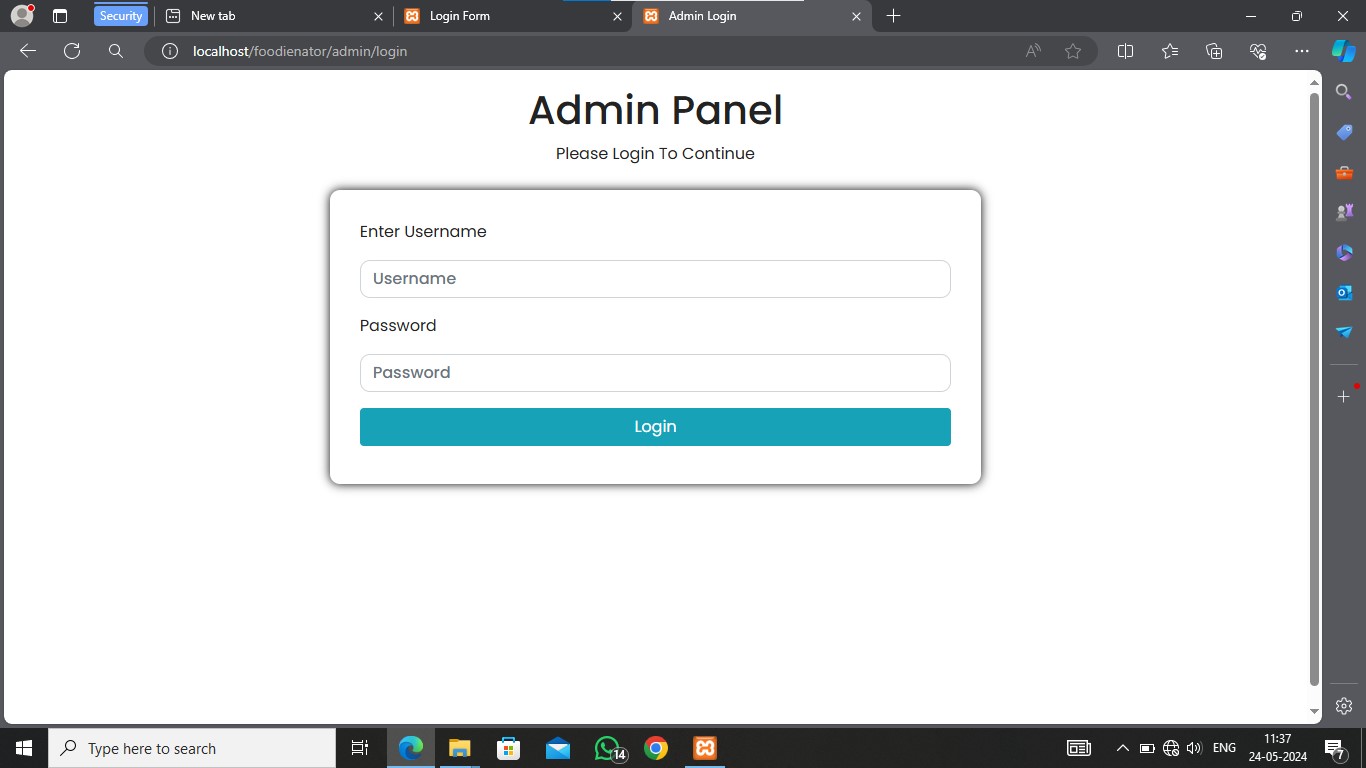 Security
New tab
Login Form
Admin Login
localhost/foodienator/admin/login
Admin Panel
Please Login To Continue
Enter Username
Username
Password
Password
Login
Type here to search
14
ENG
11:37
24-05-2024
7